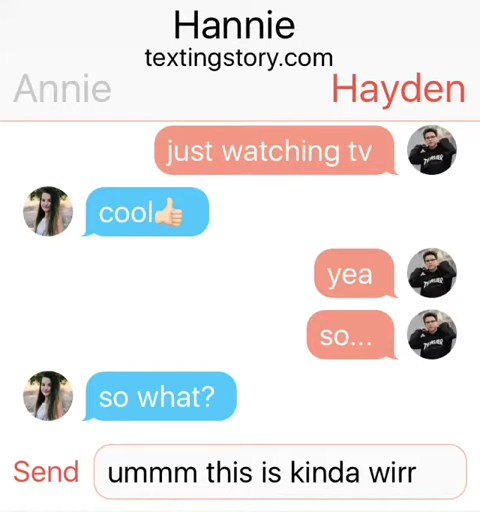 Hannie
textingstory.com
Annie Hayden
just watching tv
cool👍🏻
yea
so...
so what?
Send ummm this is kinda wirr